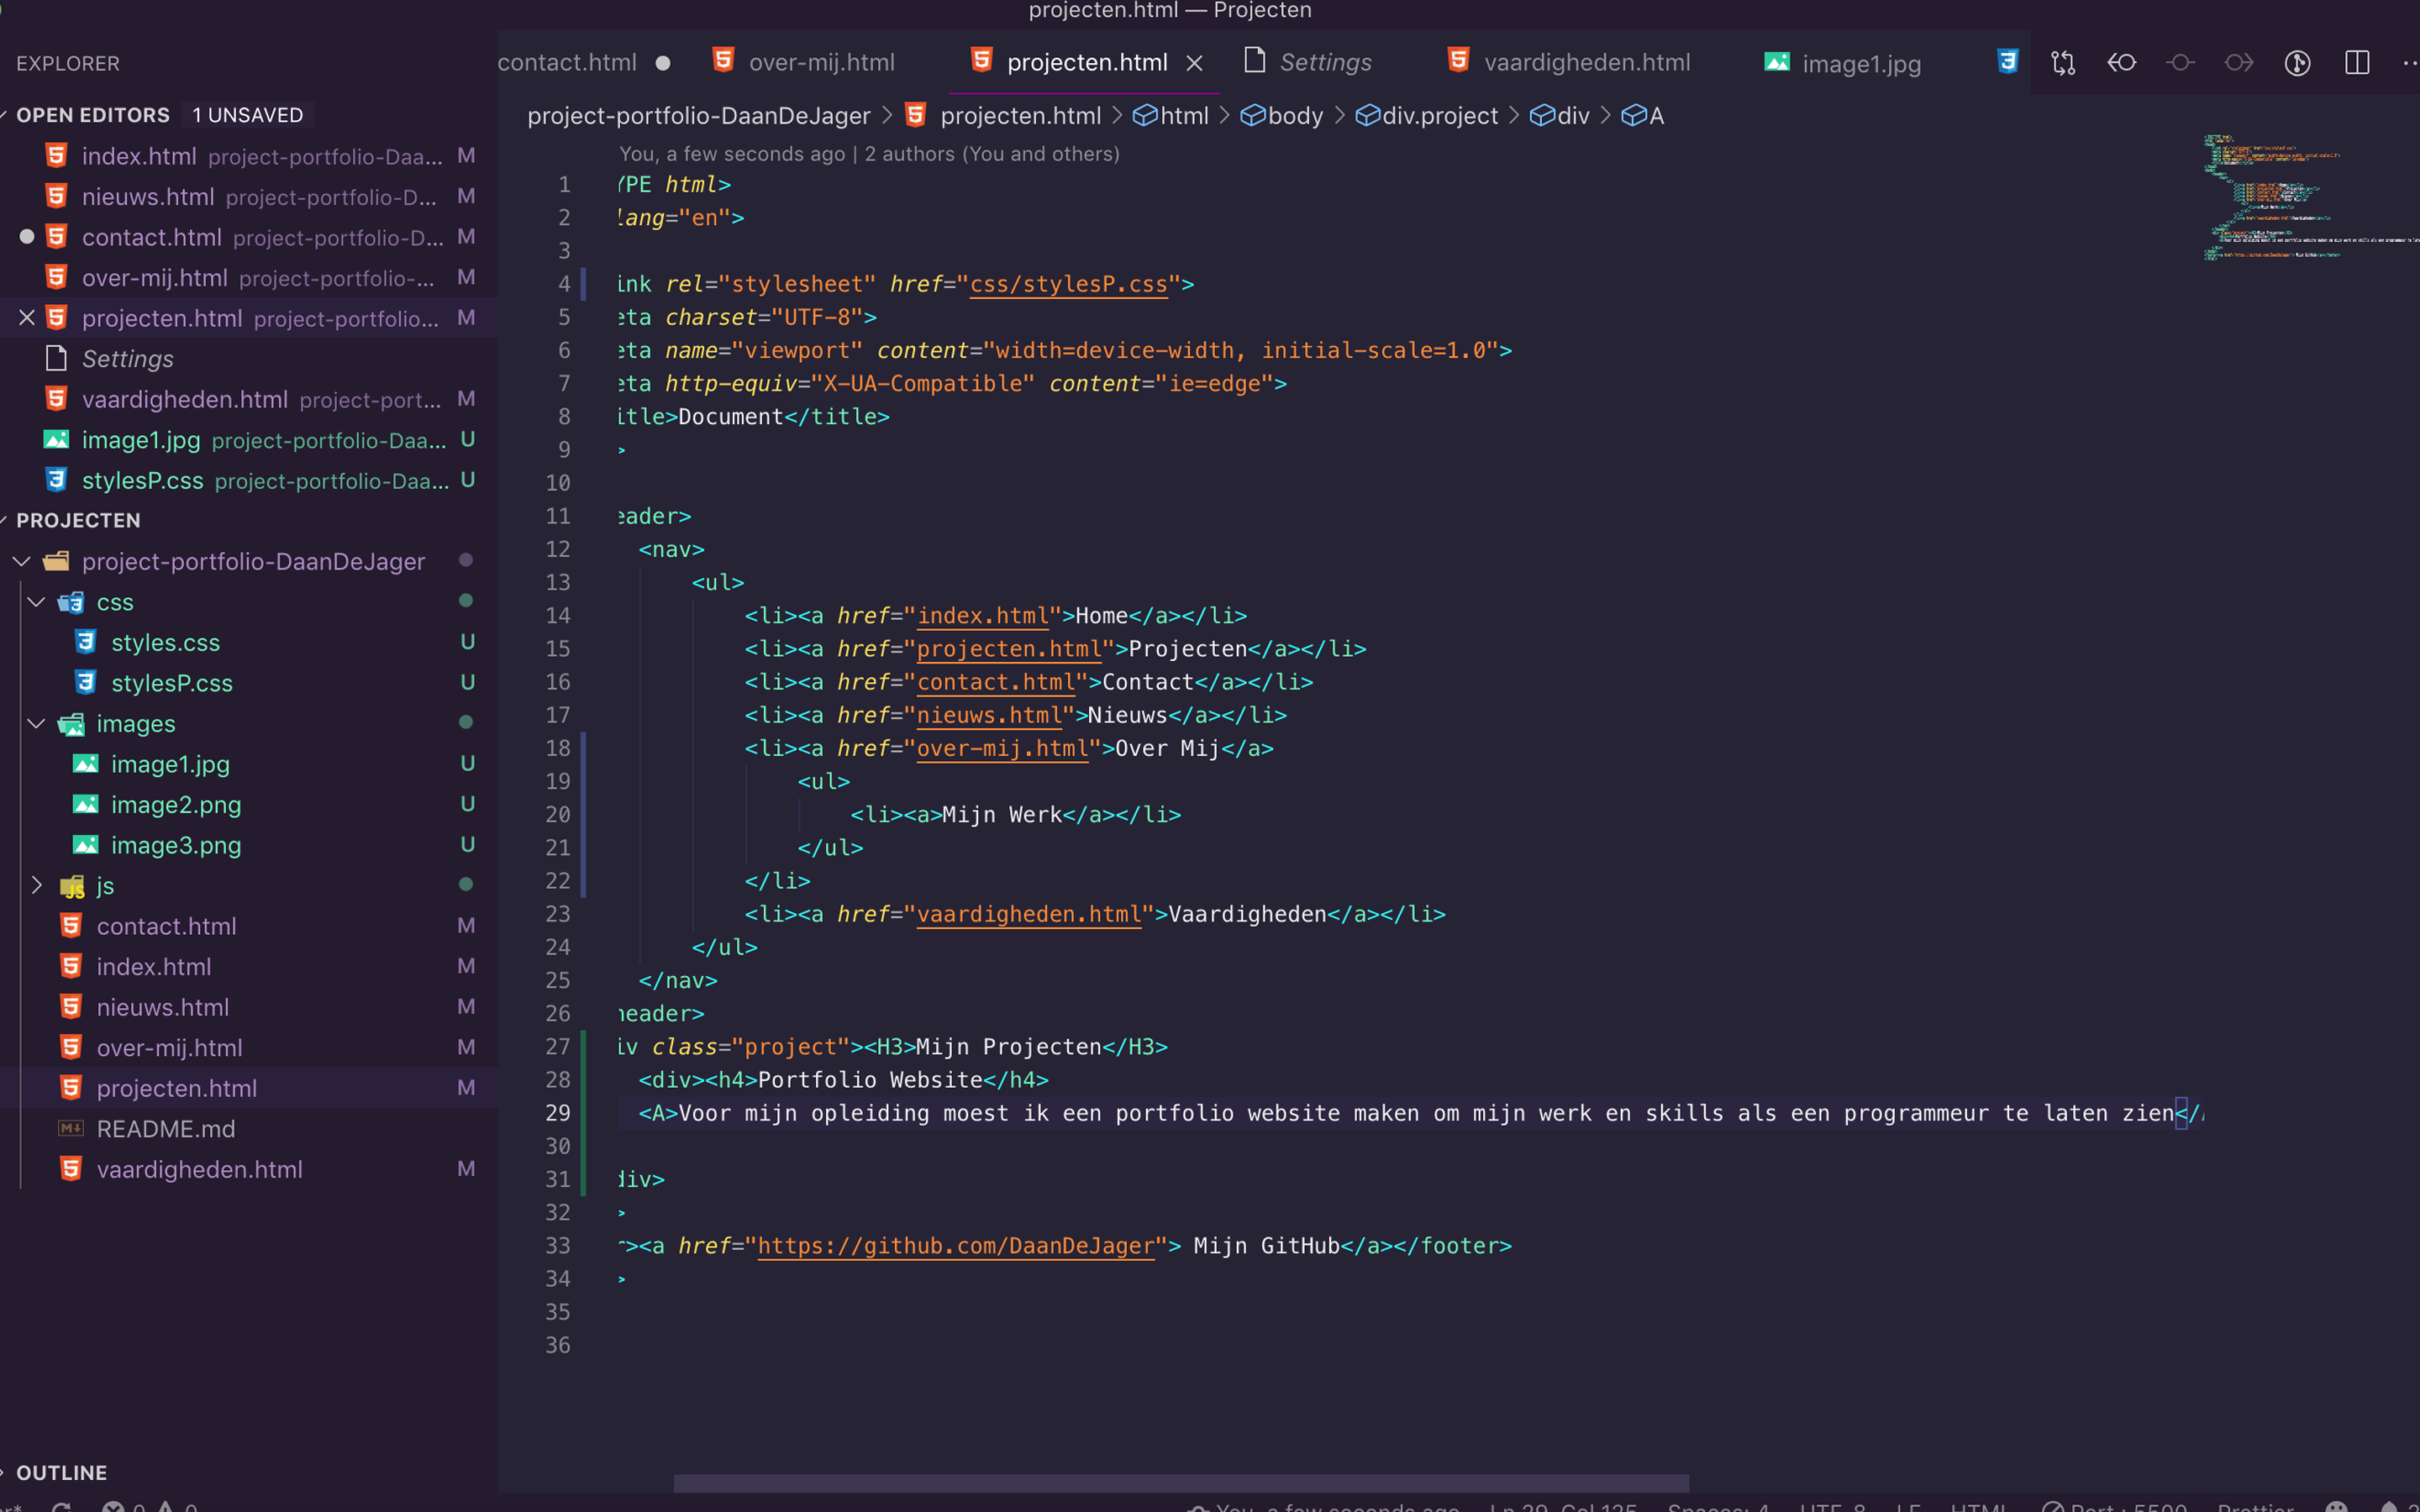 projecten.html — Projecten
EXPLORER
OPEN EDITORS 1 UNSAVED
index.html project-portfolio-Daa... M
nieuws.html project-portfolio-D... M
contact.html project-portfolio-D... M
over-mij.html project-portfolio-... M
projecten.html project-portfolio... M
Settings
vaardigheden.html project-port... M
image1.jpg project-portfolio-Daa... U
stylesP.css project-portfolio-Daa... U
PROJECTEN
project-portfolio-DaanDeJager
css
styles.css U
stylesP.css U
images
image1.jpg U
image2.png U
image3.png U
js
contact.html M
index.html M
nieuws.html M
over-mij.html M
projecten.html M
README.md
vaardigheden.html M
OUTLINE
contact.html over-mij.html projecten.html Settings vaardigheden.html image1.jpg
project-portfolio-DaanDeJager > projecten.html > html > body > div.project > div > A
You, a few seconds ago | 2 authors (You and others)
1 YPE html>
2 lang="en">
3
4 ink rel="stylesheet" href="css/stylesP.css">
5 eta charset="UTF-8">
6 eta name="viewport" content="width=device-width, initial-scale=1.0">
7 eta http-equiv="X-UA-Compatible" content="ie=edge">
8 itle>Document</title>
9 >
10
11 eader>
12 <nav>
13 <ul>
14 <li><a href="index.html">Home</a></li>
15 <li><a href="projecten.html">Projecten</a></li>
16 <li><a href="contact.html">Contact</a></li>
17 <li><a href="nieuws.html">Nieuws</a></li>
18 <li><a href="over-mij.html">Over Mij</a>
19 <ul>
20 <li><a>Mijn Werk</a></li>
21 </ul>
22 </li>
23 <li><a href="vaardigheden.html">Vaardigheden</a></li>
24 </ul>
25 </nav>
26 header>
27 iv class="project"><H3>Mijn Projecten</H3>
28 <div><h4>Portfolio Website</h4>
29 <A>Voor mijn opleiding moest ik een portfolio website maken om mijn werk en skills als een programmeur te laten zien</
30
31 div>
32 >
33 r><a href="https://github.com/DaanDeJager"> Mijn GitHub</a></footer>
34 >
35
36
You, a few seconds ago Ln 29, Col 125 Spaces: 4 UTF-8 LF HTML Port : 5500 Prettier